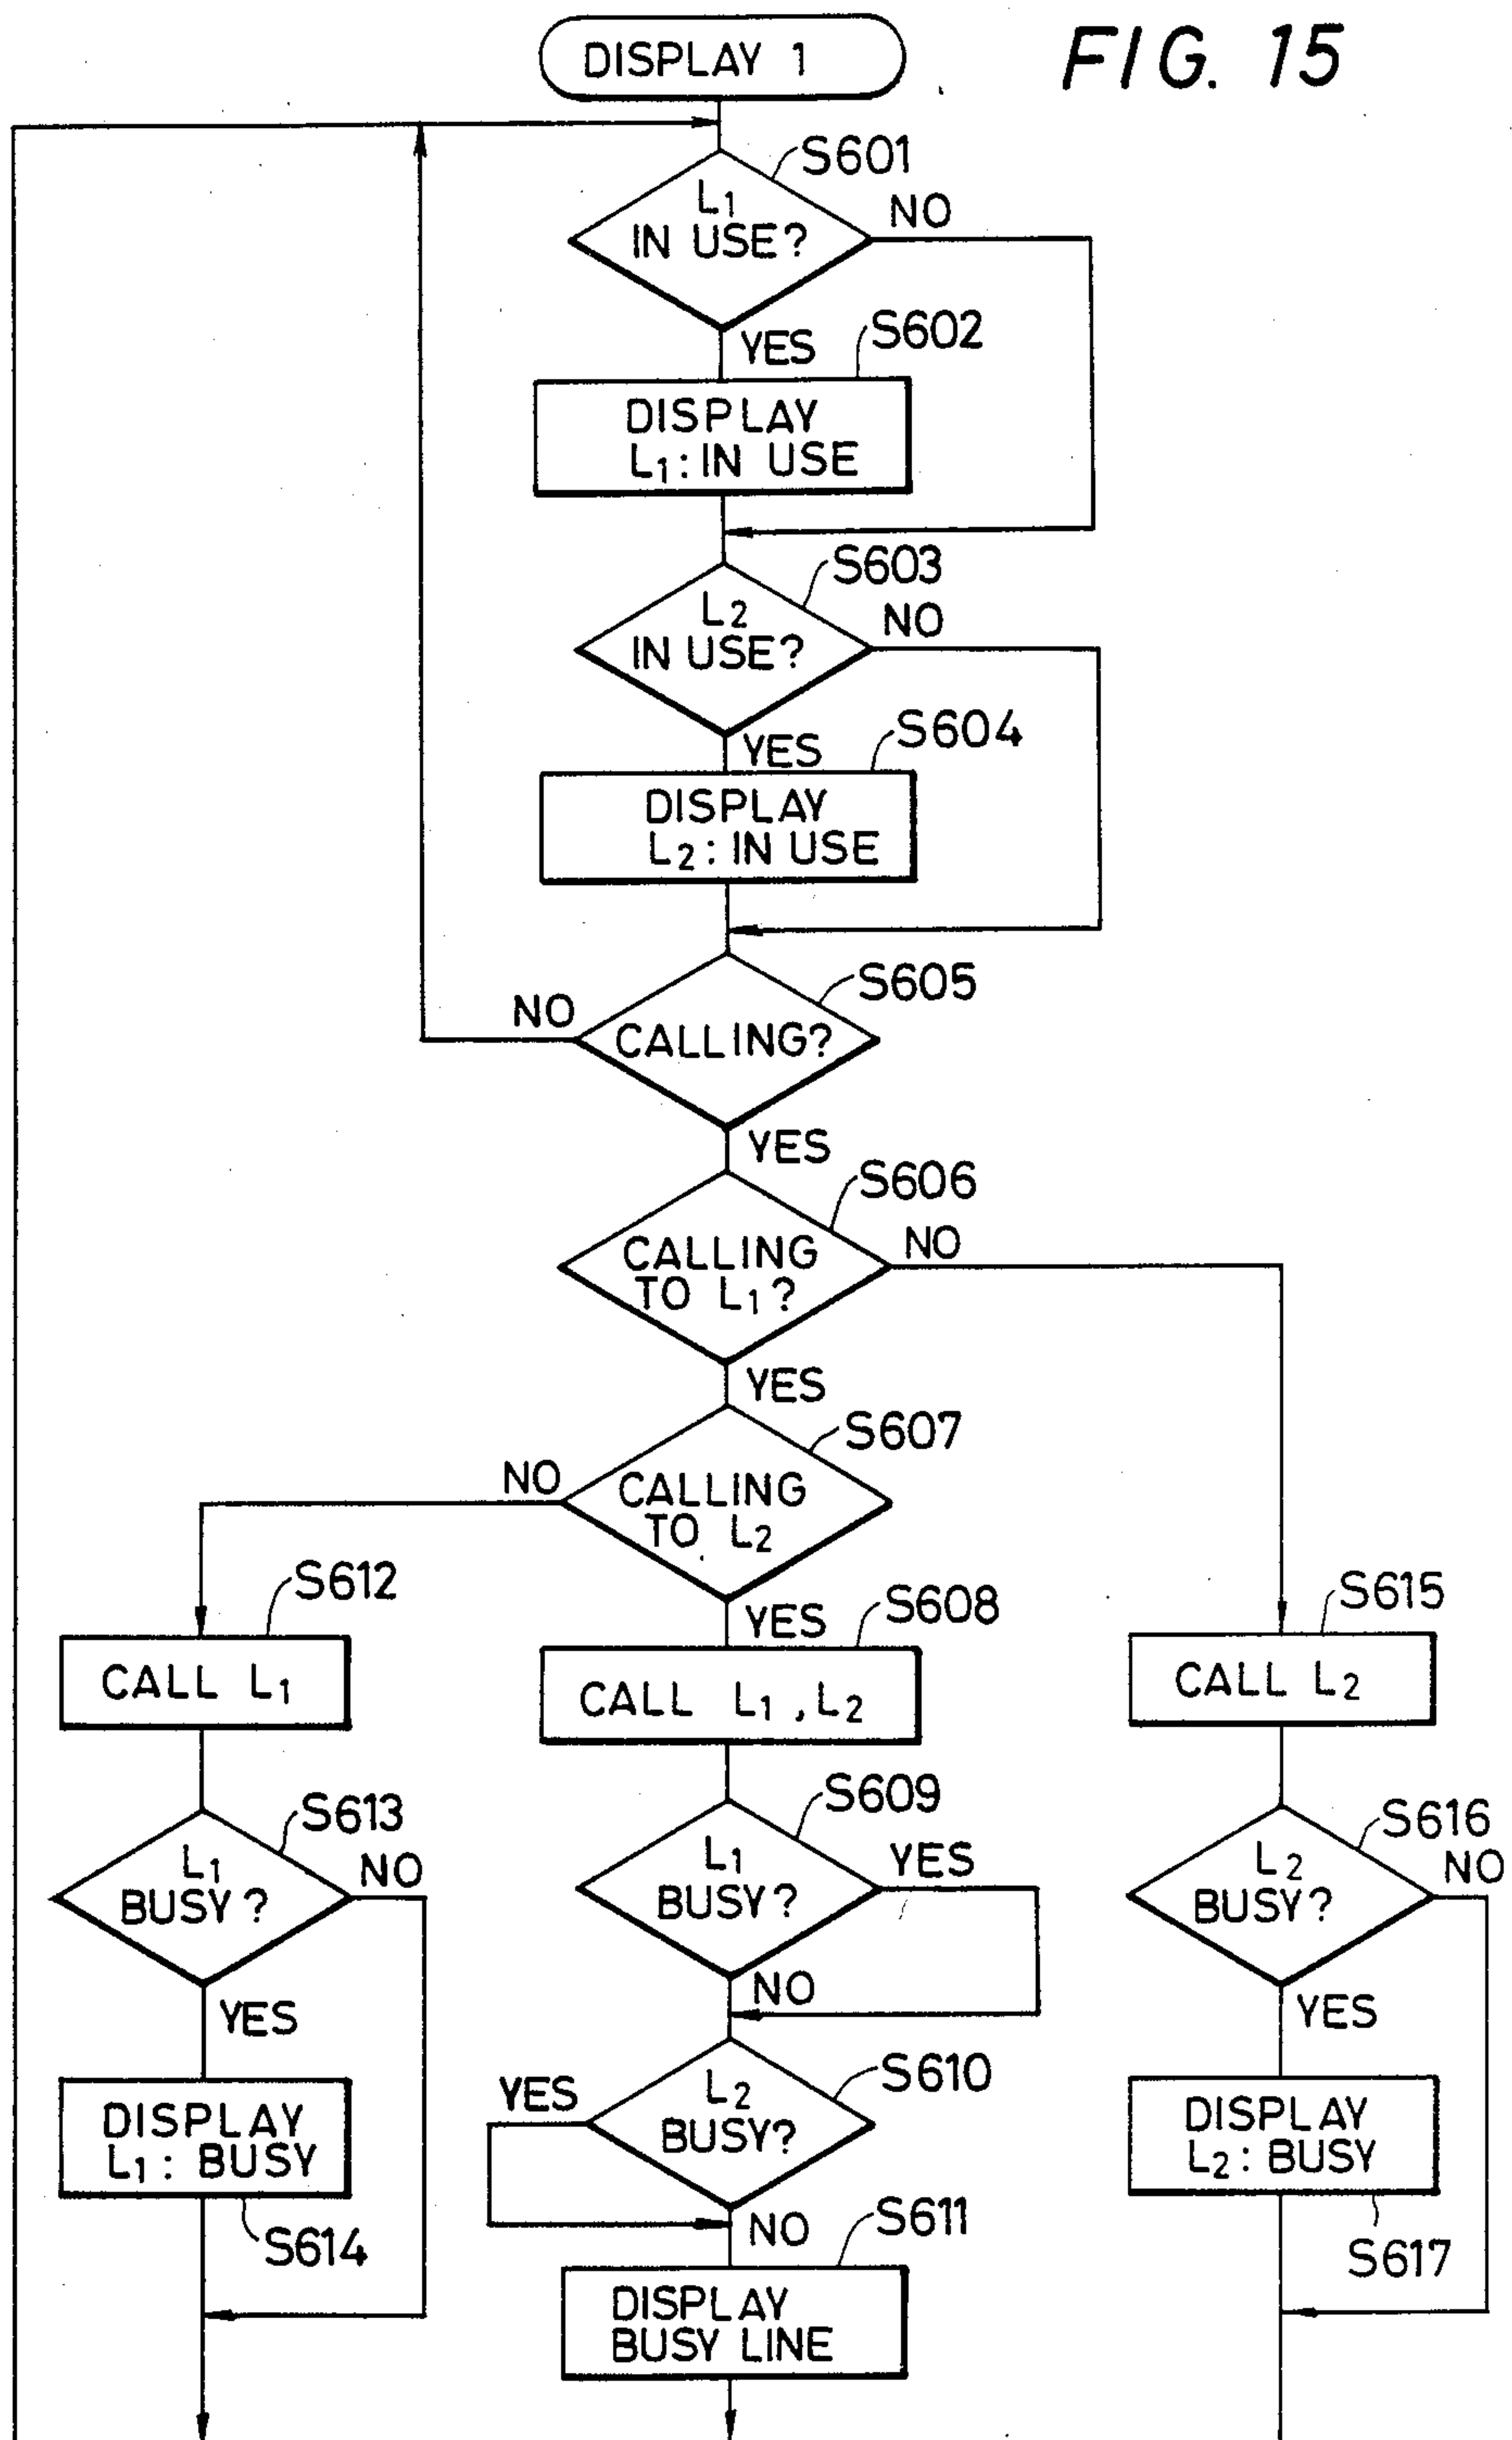 DISPLAY 1
FIG. 15
S601
L1
IN USE?
NO
YES
S602
DISPLAY
L1: IN USE
S603
L2
IN USE?
NO
YES
S604
DISPLAY
L2: IN USE
S605
NO
CALLING?
YES
S606
CALLING
TO L1?
NO
YES
S607
NO
CALLING
TO L2
YES
S612
CALL L1
S608
CALL L1, L2
S615
CALL L2
S613
L1
BUSY?
NO
YES
S609
L1
BUSY?
YES
NO
S616
L2
BUSY?
NO
YES
DISPLAY
L1: BUSY
S614
S610
YES
L2
BUSY?
NO
S611
DISPLAY
BUSY LINE
DISPLAY
L2: BUSY
S617